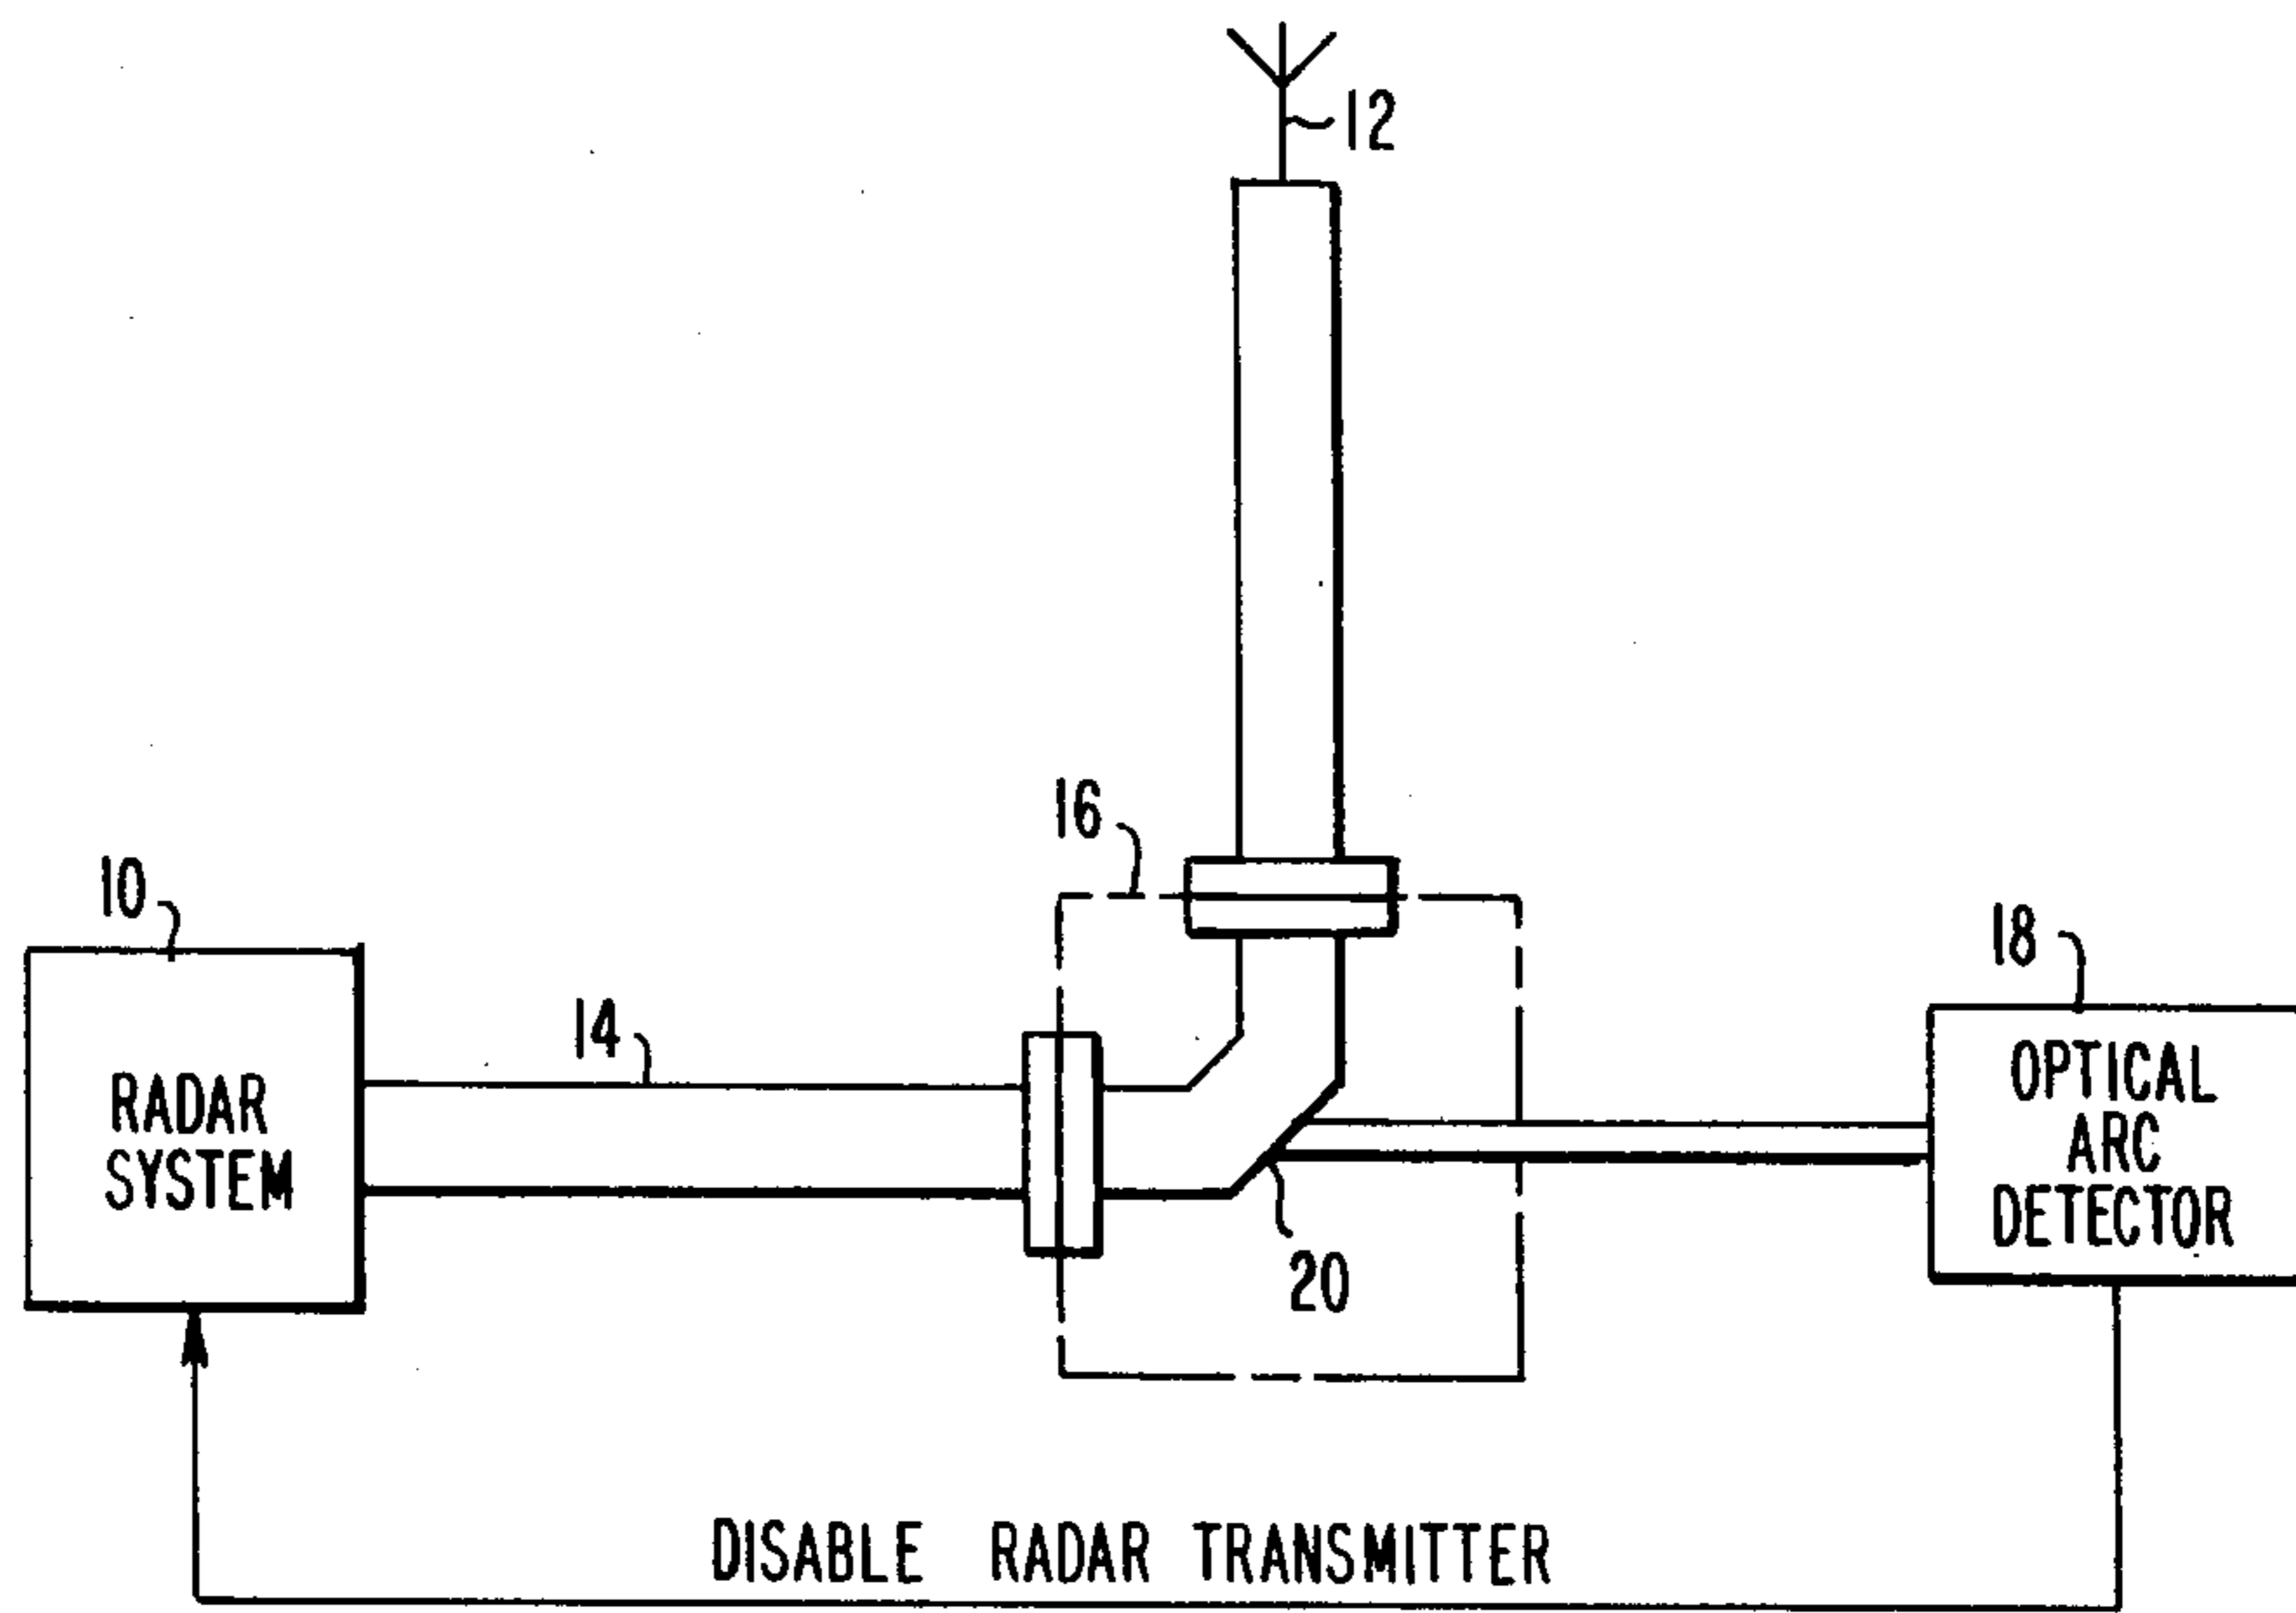 12
16
10
18
14
RADAR
SYSTEM
OPTICAL
ARC
DETECTOR
20
DISABLE RADAR TRANSMITTER